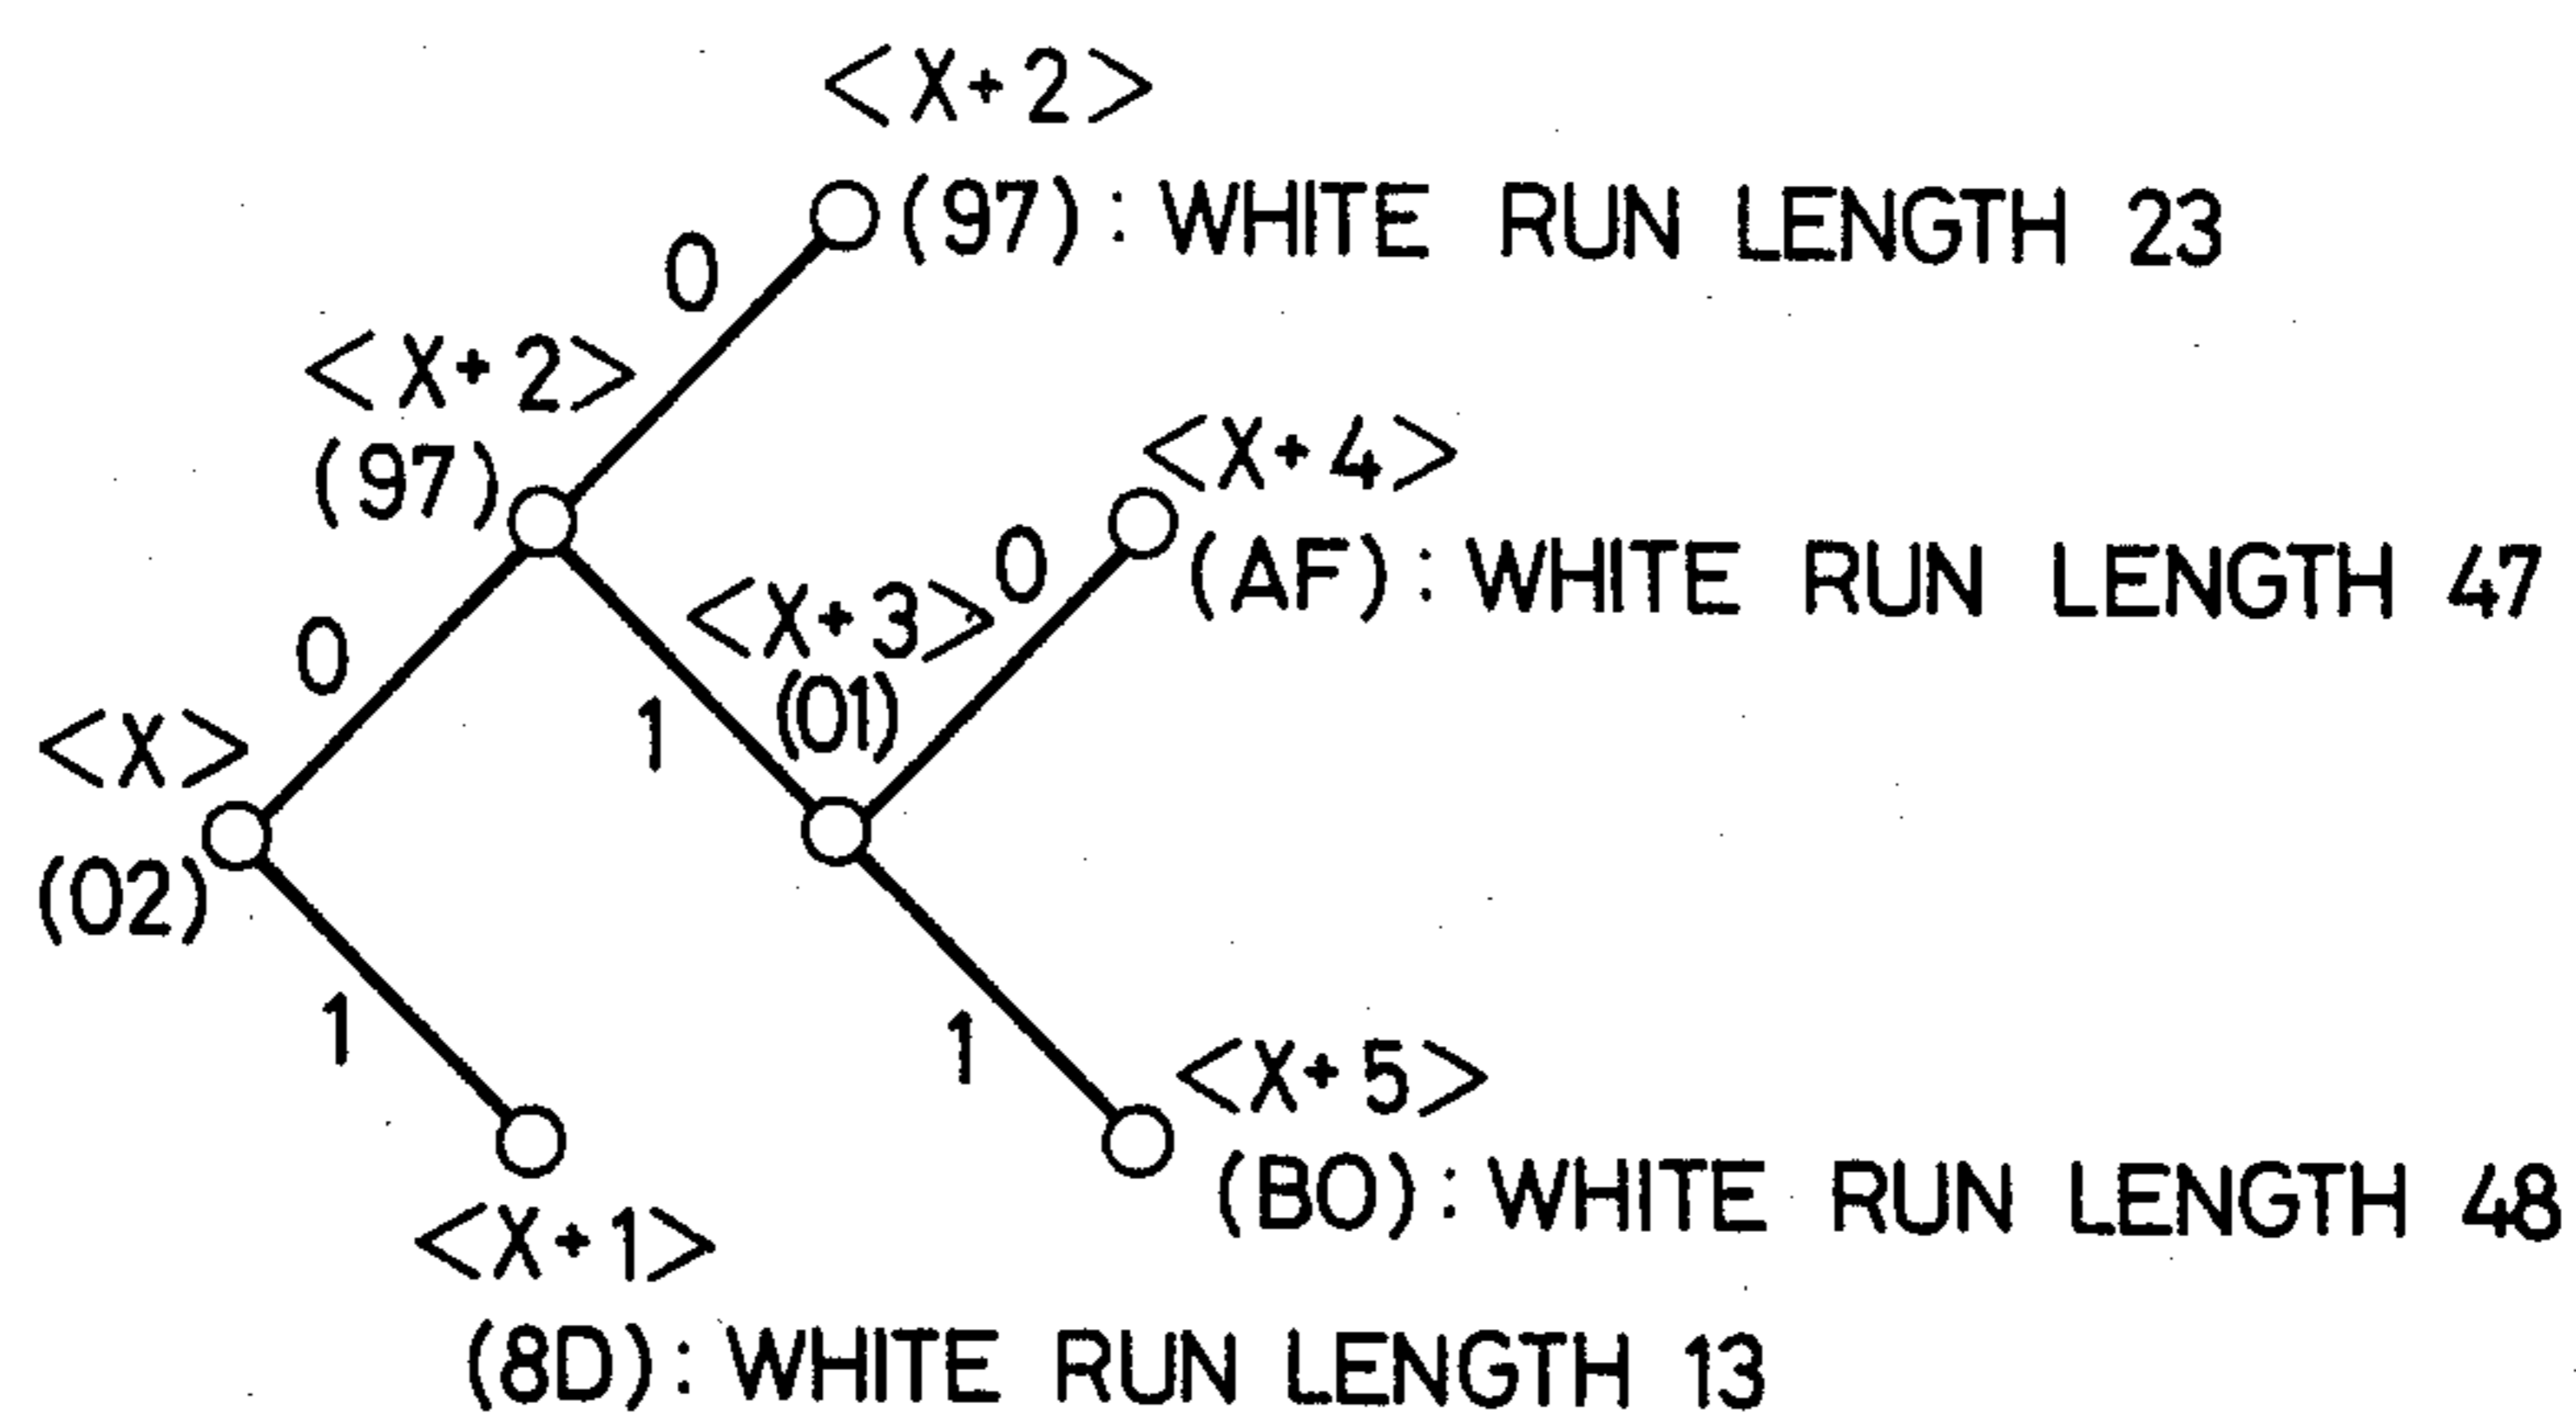 <X+2>
(97) : WHITE RUN LENGTH 23
0
<X+2>
(97)
<X+4>
(AF) : WHITE RUN LENGTH 47
0
<X+3>
(01)
0
1
<X>
(02)
1
1
<X+5>
(B0) : WHITE RUN LENGTH 48
<X+1>
(8D) : WHITE RUN LENGTH 13